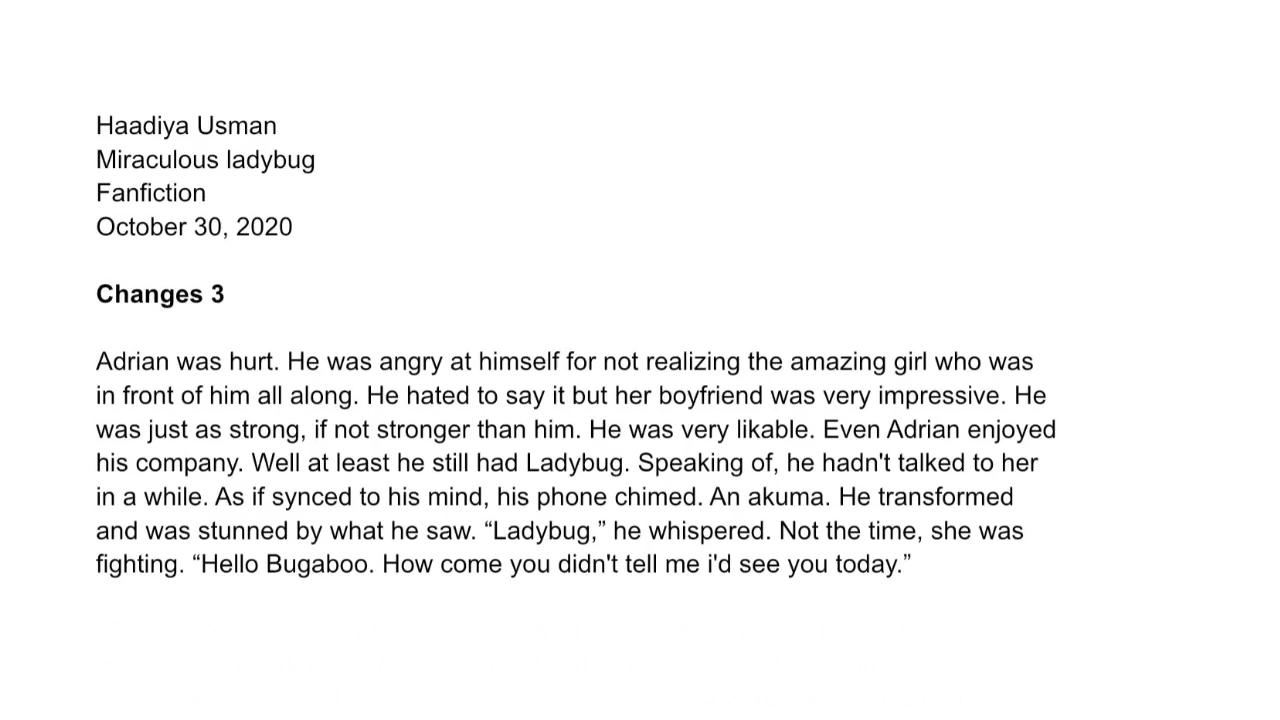 Haadiya Usman
Miraculous ladybug
Fanfiction
October 30, 2020
Changes 3
Adrian was hurt. He was angry at himself for not realizing the amazing girl who was
in front of him all along. He hated to say it but her boyfriend was very impressive. He
was just as strong, if not stronger than him. He was very likable. Even Adrian enjoyed
his company. Well at least he still had Ladybug. Speaking of, he hadn't talked to her
in a while. As if synced to his mind, his phone chimed. An akuma. He transformed
and was stunned by what he saw. “Ladybug,” he whispered. Not the time, she was
fighting. “Hello Bugaboo. How come you didn't tell me i'd see you today.”